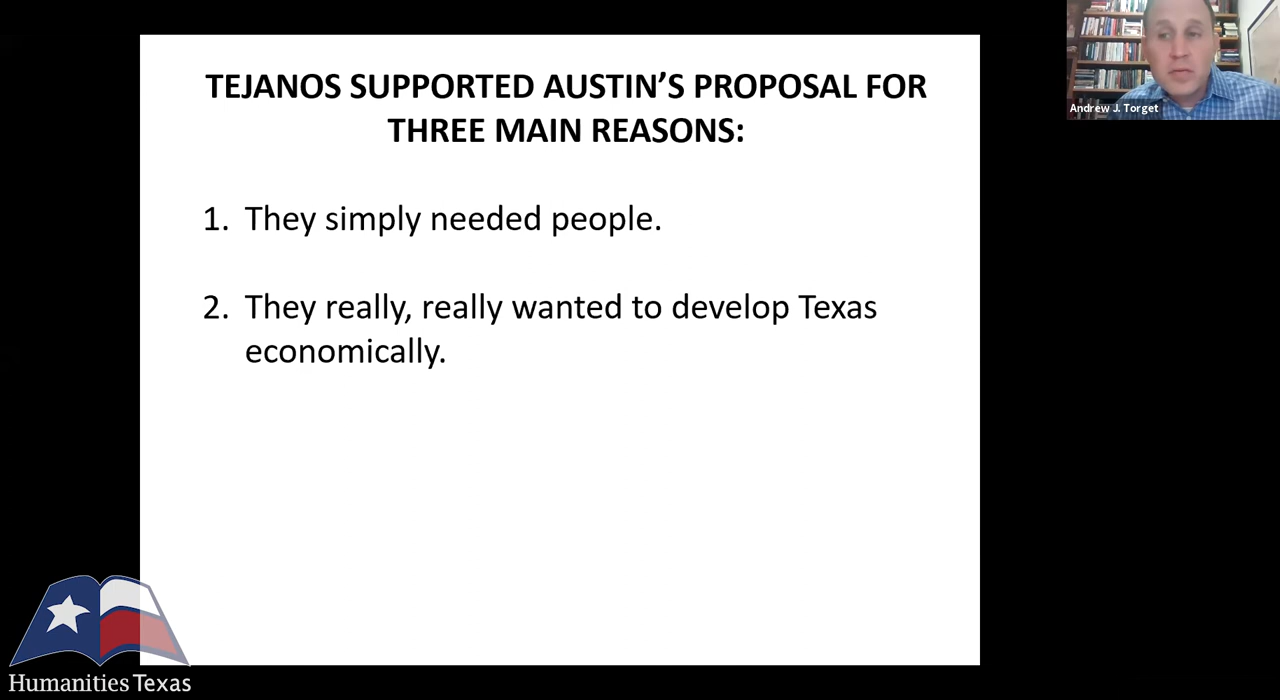 TEJANOS SUPPORTED AUSTIN’S PROPOSAL FOR
THREE MAIN REASONS:
1. They simply needed people.
2. They really, really wanted to develop Texas
economically.
Andrew J. Torget
Humanities Texas